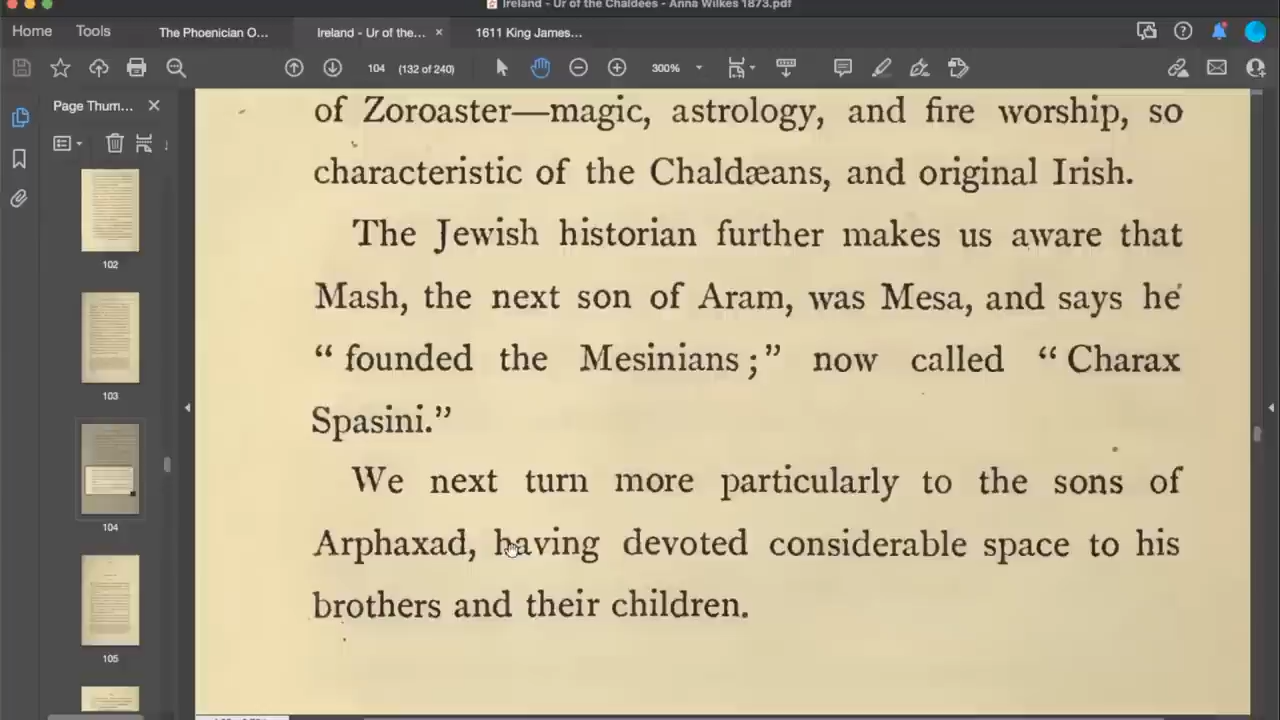 Ireland - Ur of the Chaldees - Anna Wilkes 1873.pdf
Home Tools The Phoenician O... Ireland - Ur of the... × 1611 King James...
104 (132 of 240) 300%
Page Thum... ×
102
103
104
105
of Zoroaster—magic, astrology, and fire worship, so
characteristic of the Chaldæans, and original Irish.
The Jewish historian further makes us aware that
Mash, the next son of Aram, was Mesa, and says he
“ founded the Mesinians ;” now called “ Charax
Spasini.”
We next turn more particularly to the sons of
Arphaxad, having devoted considerable space to his
brothers and their children.